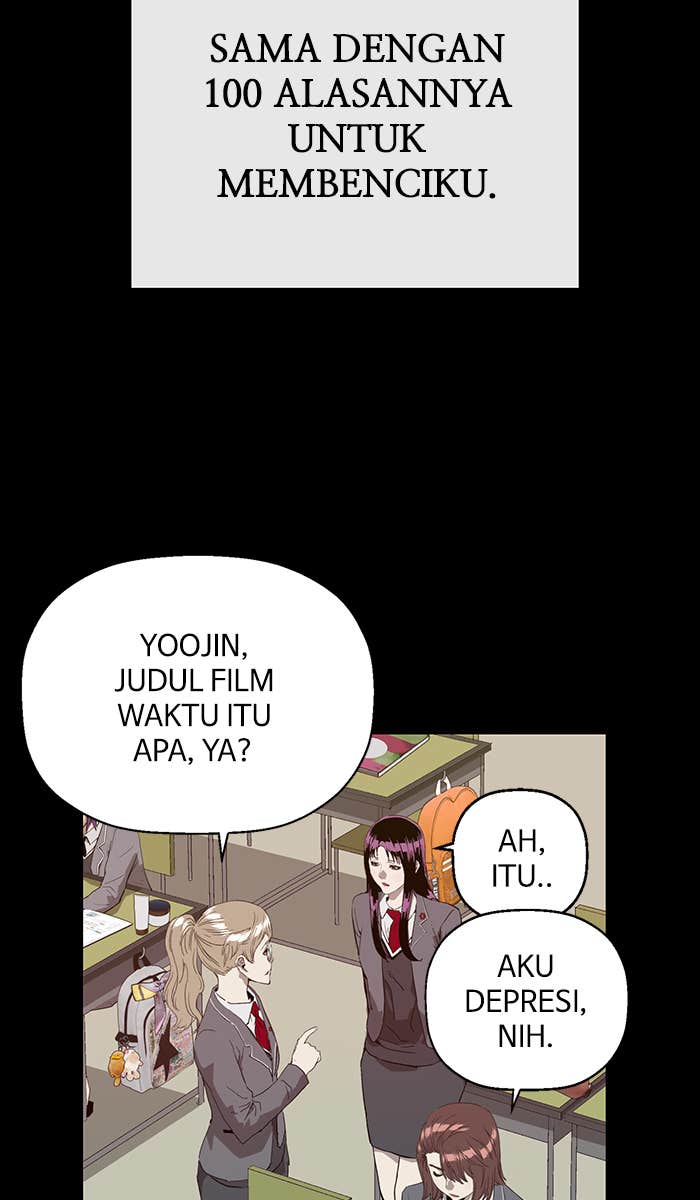 SAMA DENGAN
100 ALASANNYA
UNTUK
MEMBENCIKU.
YOOJIN,
JUDUL FILM
WAKTU ITU
APA, YA?
AH,
ITU..
AKU
DEPRESI,
NIH.